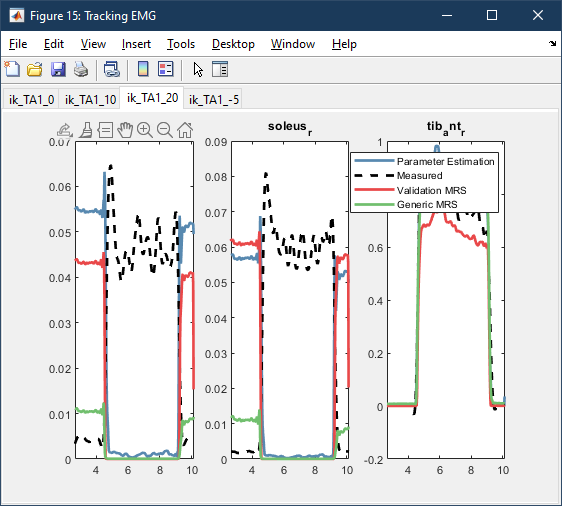 Figure 15: Tracking EMG
File Edit View Insert Tools Desktop Window Help
ik_TA1_0 ik_TA1_10 ik_TA1_20 ik_TA1_-5
soleus_r tib_ant_r
0.07 0.09 1
Parameter Estimation
Measured
Validation MRS
Generic MRS
0.06 0.08
0.05 0.07
0.04 0.06 0.6
0.03 0.05 0.4
0.02 0.04 0.2
0.01 0.03 0
0 0.02 -0.2
0.01
0
4 6 8 10 4 6 8 10 4 6 8 10